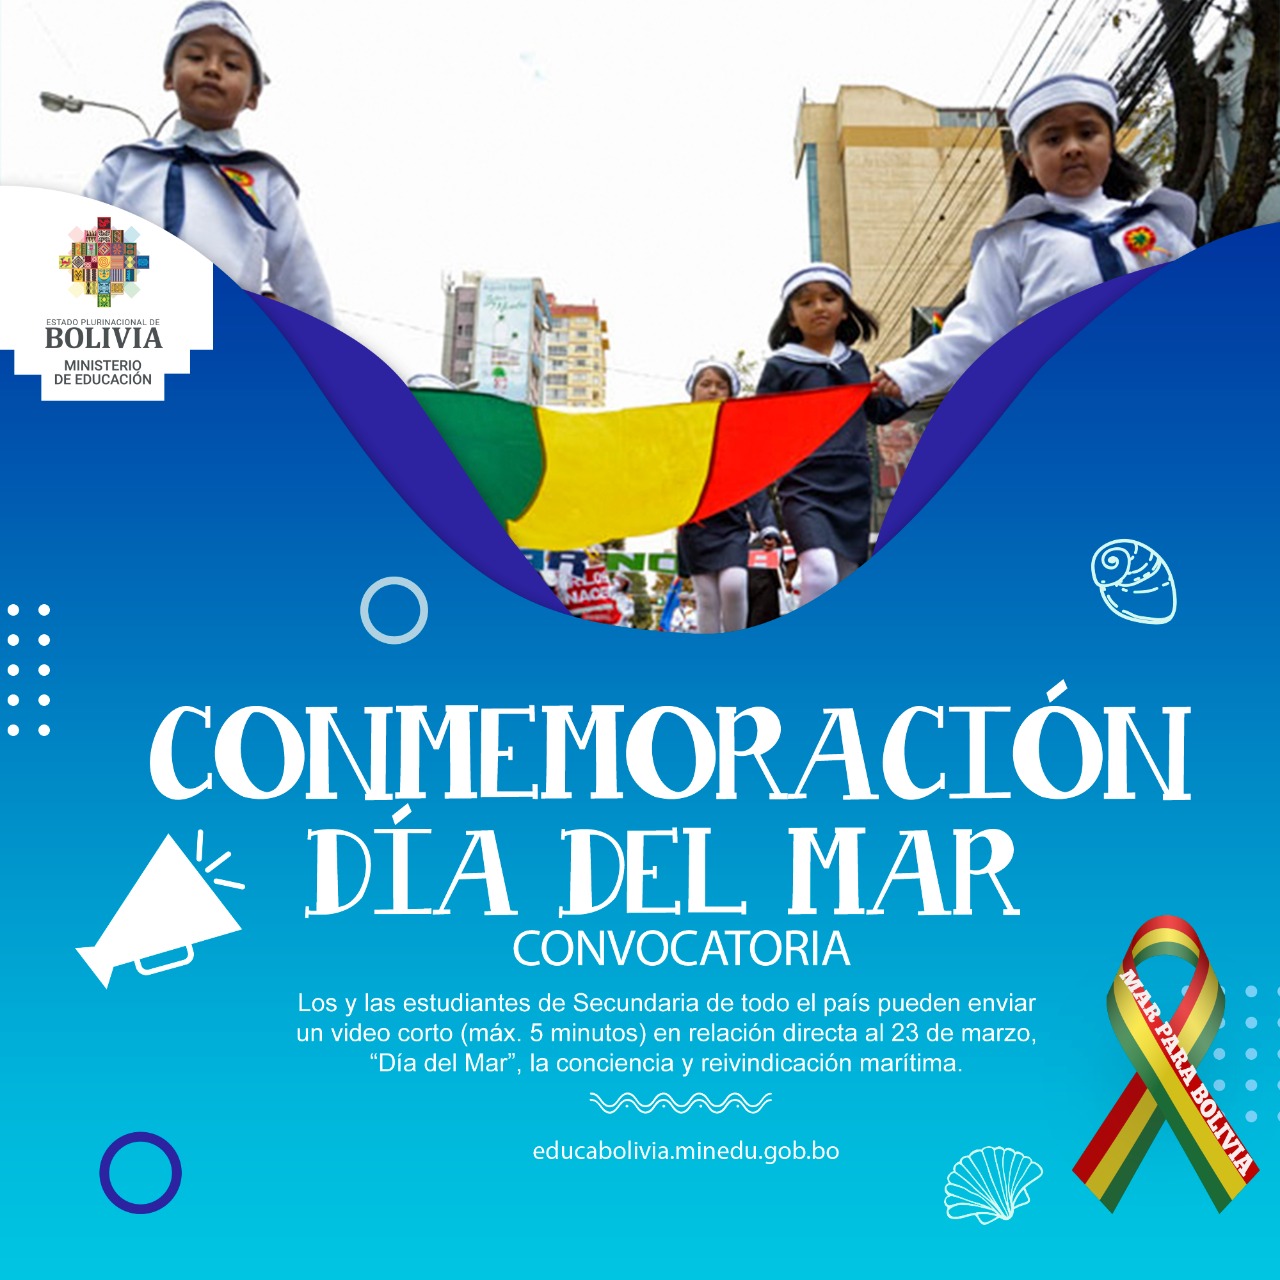 ESTADO PLURINACIONAL DE
BOLIVIA
MINISTERIO
DE EDUCACIÓN
CONMEMORACIÓN
DÍA DEL MAR
CONVOCATORIA
Los y las estudiantes de Secundaria de todo el país pueden enviar
un video corto (máx. 5 minutos) en relación directa al 23 de marzo,
“Día del Mar”, la conciencia y reivindicación marítima.
educabolivia.minedu.gob.bo
MAR PARA BOLIVIA